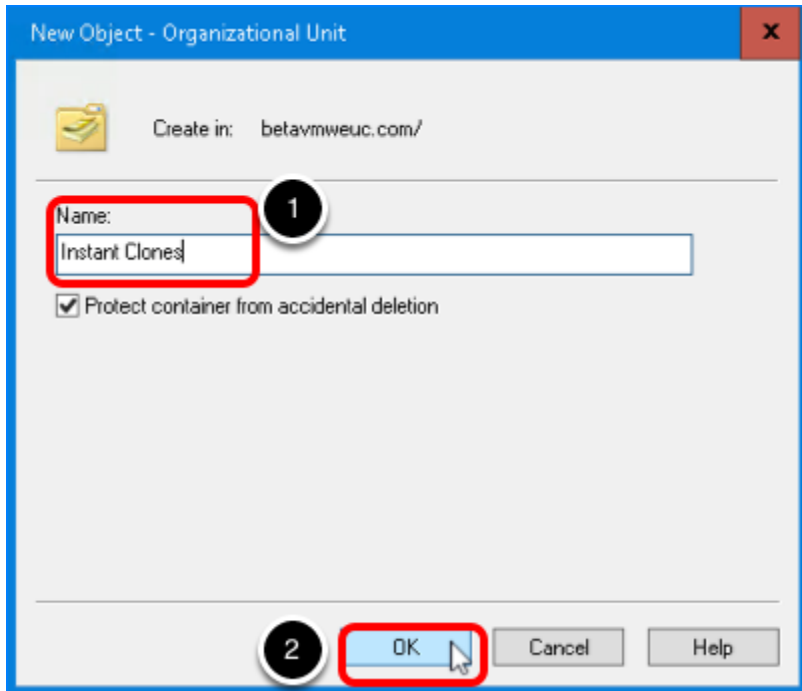 New Object - Organizational Unit
x
Create in: betavmweuc.com/
1
Name:
Instant Clones
Protect container from accidental deletion
2
OK
Cancel
Help